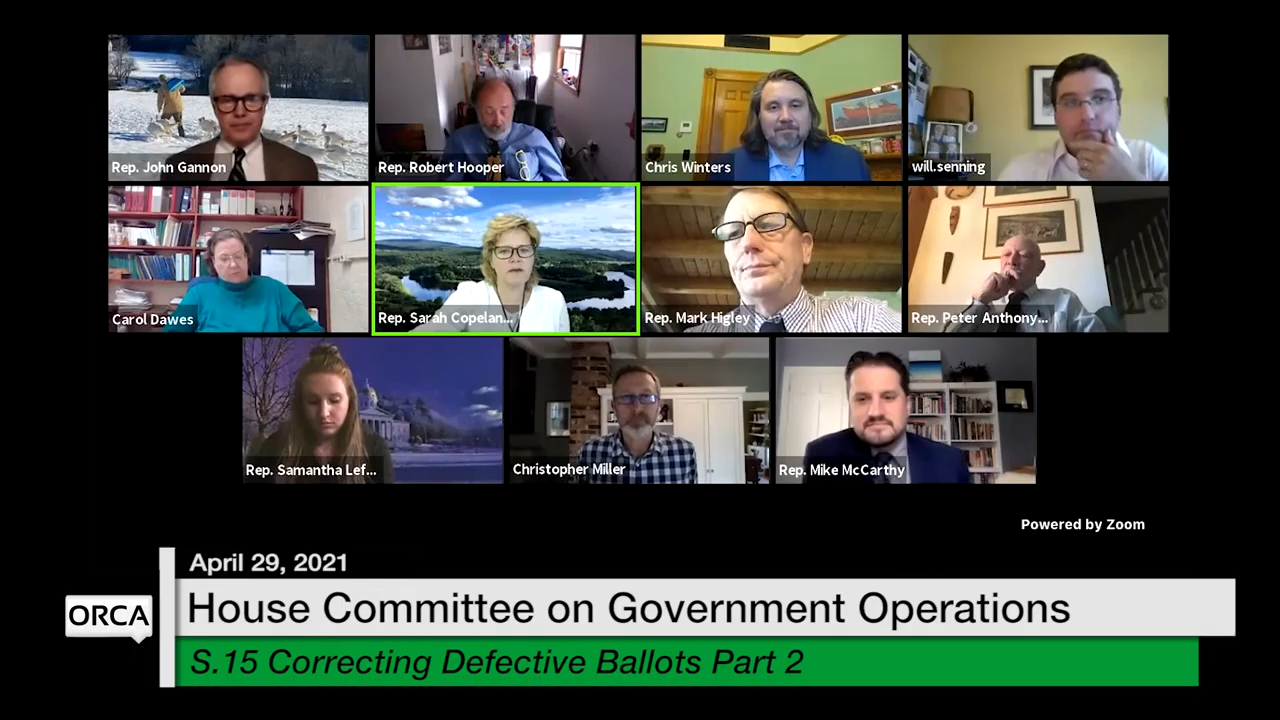 Rep. John Gannon
Rep. Robert Hooper
Chris Winters
will.senning
Carol Dawes
Rep. Sarah Copelan...
Rep. Mark Higley
Rep. Peter Anthony...
Rep. Samantha Lef...
Christopher Miller
Rep. Mike McCarthy
Powered by Zoom
April 29, 2021
ORCA
House Committee on Government Operations
S.15 Correcting Defective Ballots Part 2